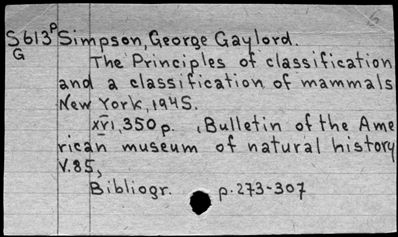 S613p Simpson, George Gaylord.
G
The Principles of classification
and a classification of mammals
New York, 1945.
xvi, 350 p. (Bulletin of the Ame
rican museum of natural history
V.85,
Bibliogr. p. 273-307